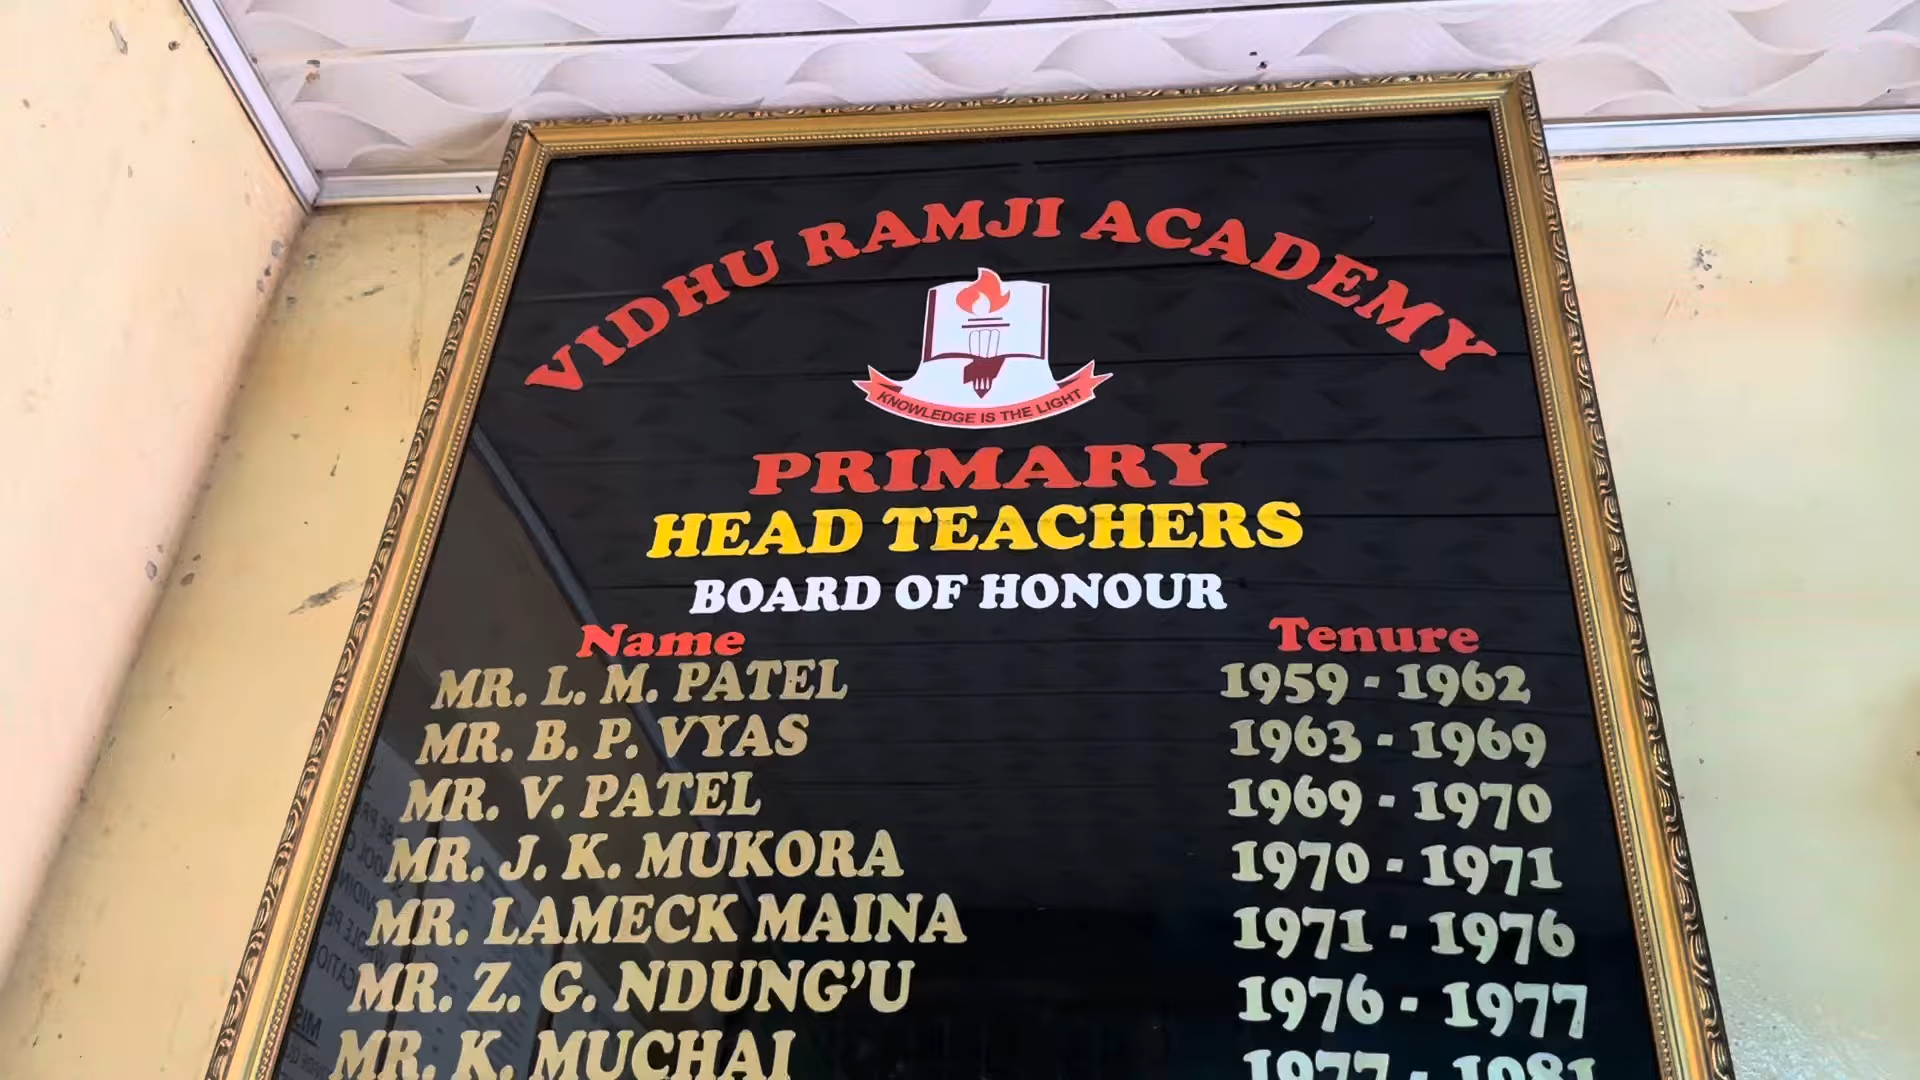 VIDHU RAMJI ACADEMY
KNOWLEDGE IS THE LIGHT
PRIMARY
HEAD TEACHERS
BOARD OF HONOUR
Name Tenure
MR. L. M. PATEL 1959 - 1962
MR. B. P. VYAS 1963 - 1969
MR. V. PATEL 1969 - 1970
MR. J. K. MUKORA 1970 - 1971
MR. LAMECK MAINA 1971 - 1976
MR. Z. G. NDUNG'U 1976 - 1977
MR. K. MUCHAI 1977 - 1981